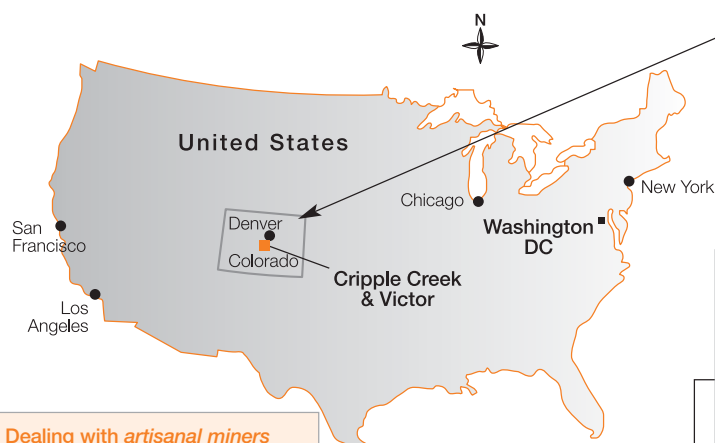 N
United States
Chicago
New York
Washington
DC
San
Francisco
Denver
Colorado
Cripple Creek
& Victor
Los
Angeles
Dealing with artisanal miners